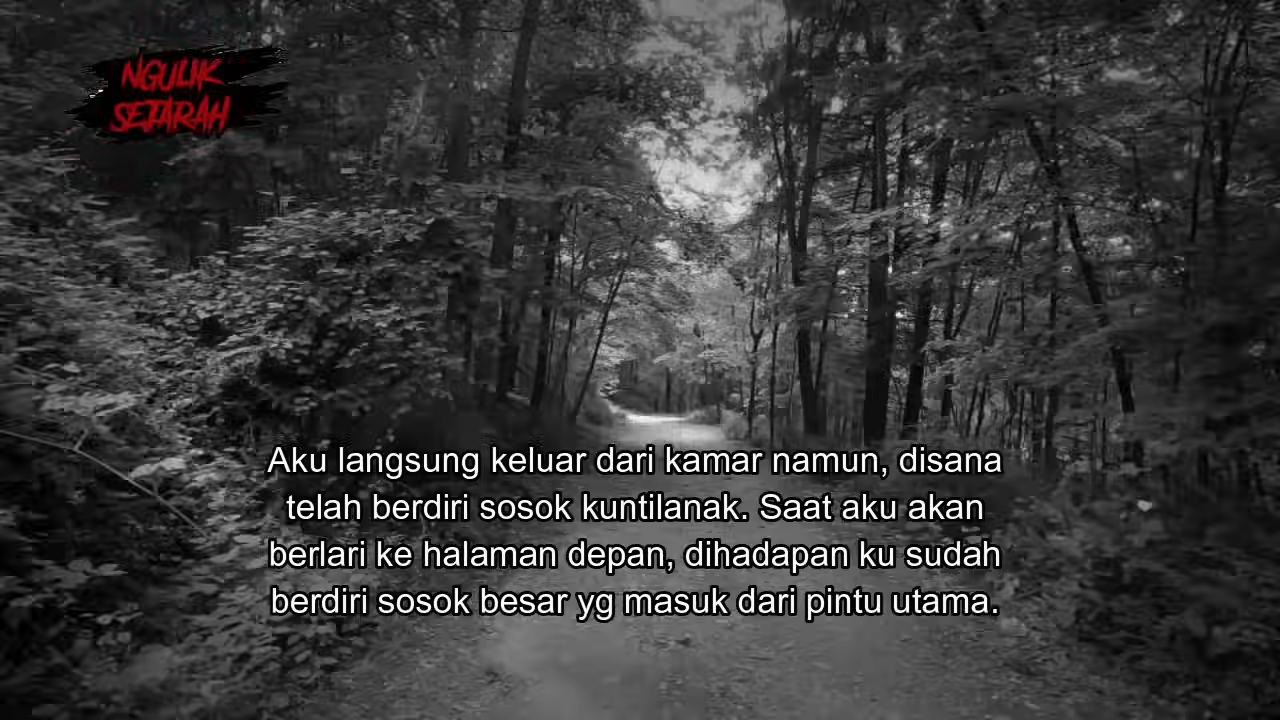 NGULIK
SEJARAH
Aku langsung keluar dari kamar namun, disana
telah berdiri sosok kuntilanak. Saat aku akan
berlari ke halaman depan, dihadapan ku sudah
berdiri sosok besar yg masuk dari pintu utama.